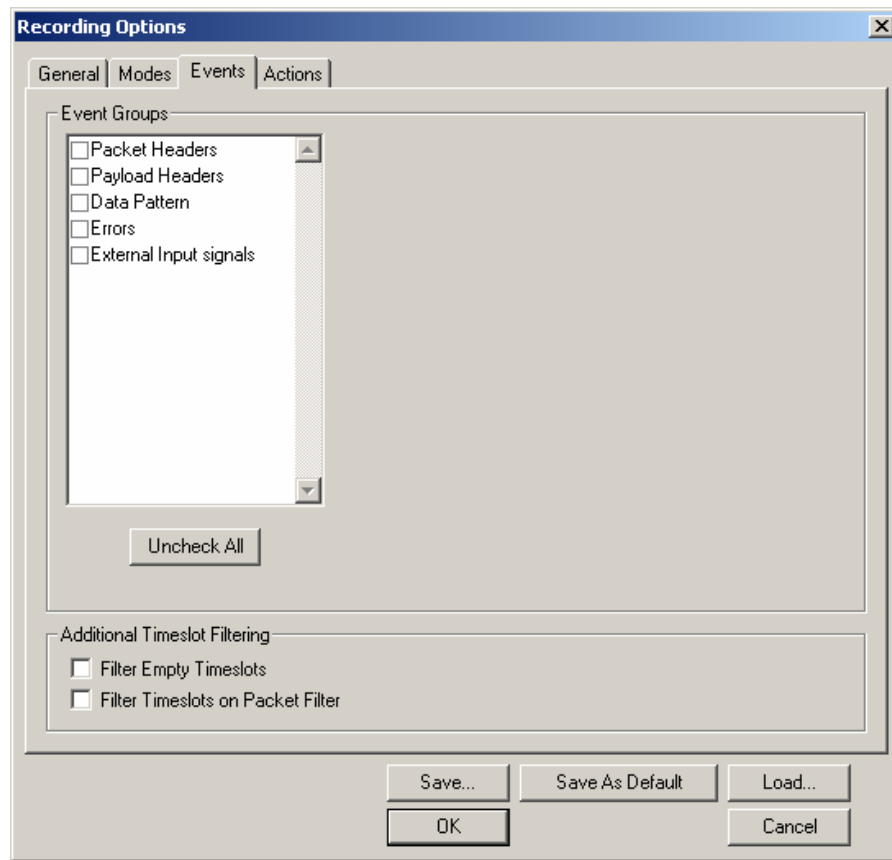 Recording Options
General Modes Events Actions
Event Groups
Packet Headers
Payload Headers
Data Pattern
Errors
External Input signals
Uncheck All
Additional Timeslot Filtering
Filter Empty Timeslots
Filter Timeslots on Packet Filter
Save... Save As Default Load...
OK Cancel